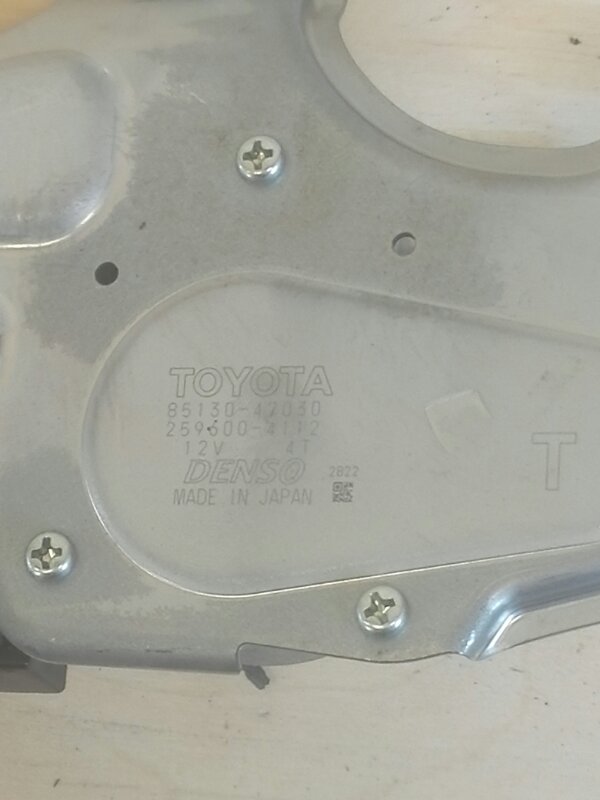 TOYOTA
85130-42030
259600-4112
12V 4T
DENSO 2822
MADE IN JAPAN
T